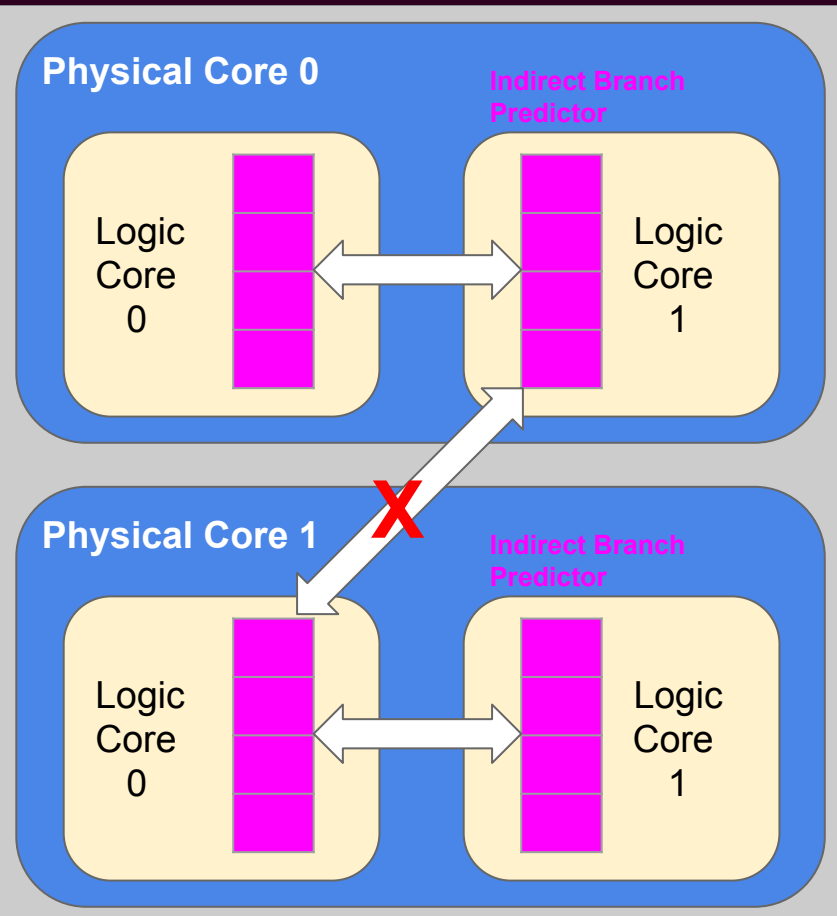 Physical Core 0
Indirect Branch
Predictor
Logic
Core
0
Logic
Core
1
X
Physical Core 1
Indirect Branch
Predictor
Logic
Core
0
Logic
Core
1